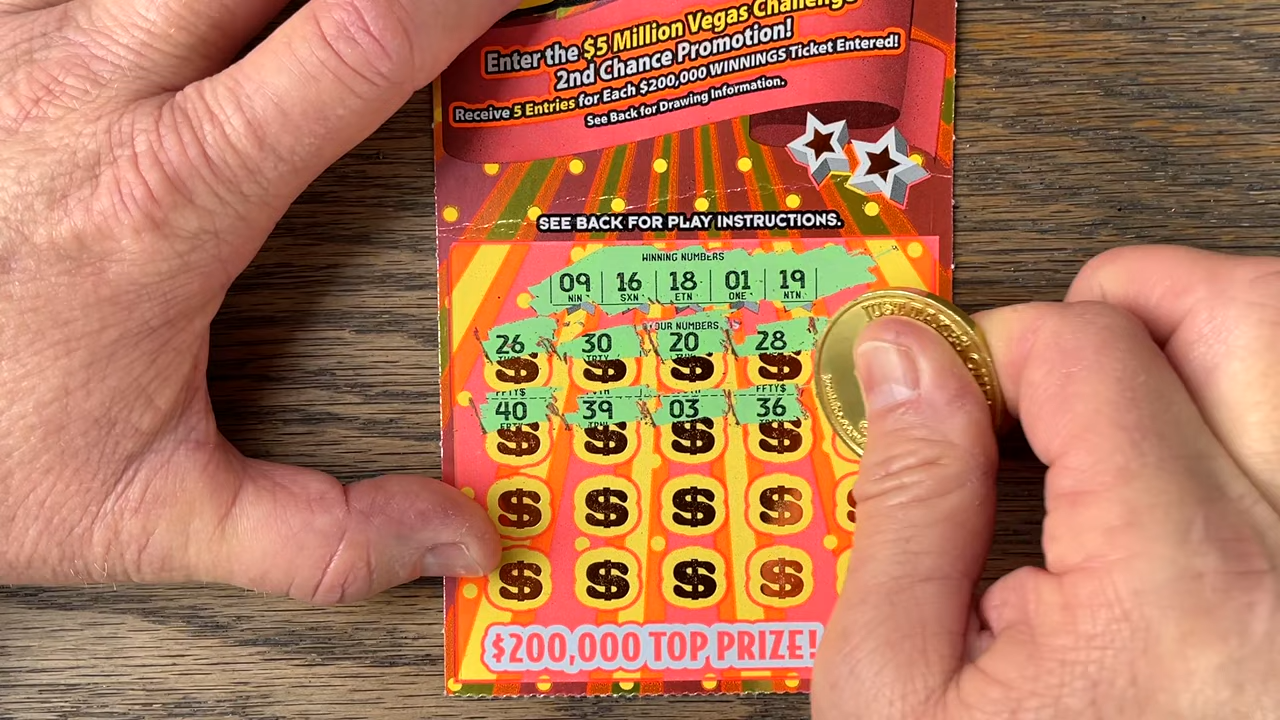 Enter the $5 Million Vegas Challenge
2nd Chance Promotion!
Receive 5 Entries for Each $200,000 WINNINGS Ticket Entered!
See Back for Drawing Information.
SEE BACK FOR PLAY INSTRUCTIONS.
WINNING NUMBERS
09 16 18 01 19
NIN SXN ETN ONE NTN
YOUR NUMBERS
26 30 20 28
$ $ $ $
FFTY$ FFTY$
40 39 03 36
$ $ $ $
$ $ $ $ $
$ $ $ $
$200,000 TOP PRIZE!